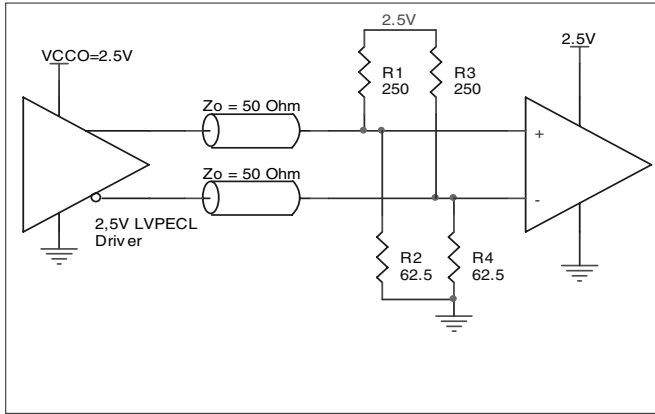 2.5V
VCCO=2.5V
2.5V
R1
250
R3
250
Zo = 50 Ohm
+
Zo = 50 Ohm
-
2,5V LVPECL
Driver
R2
62.5
R4
62.5